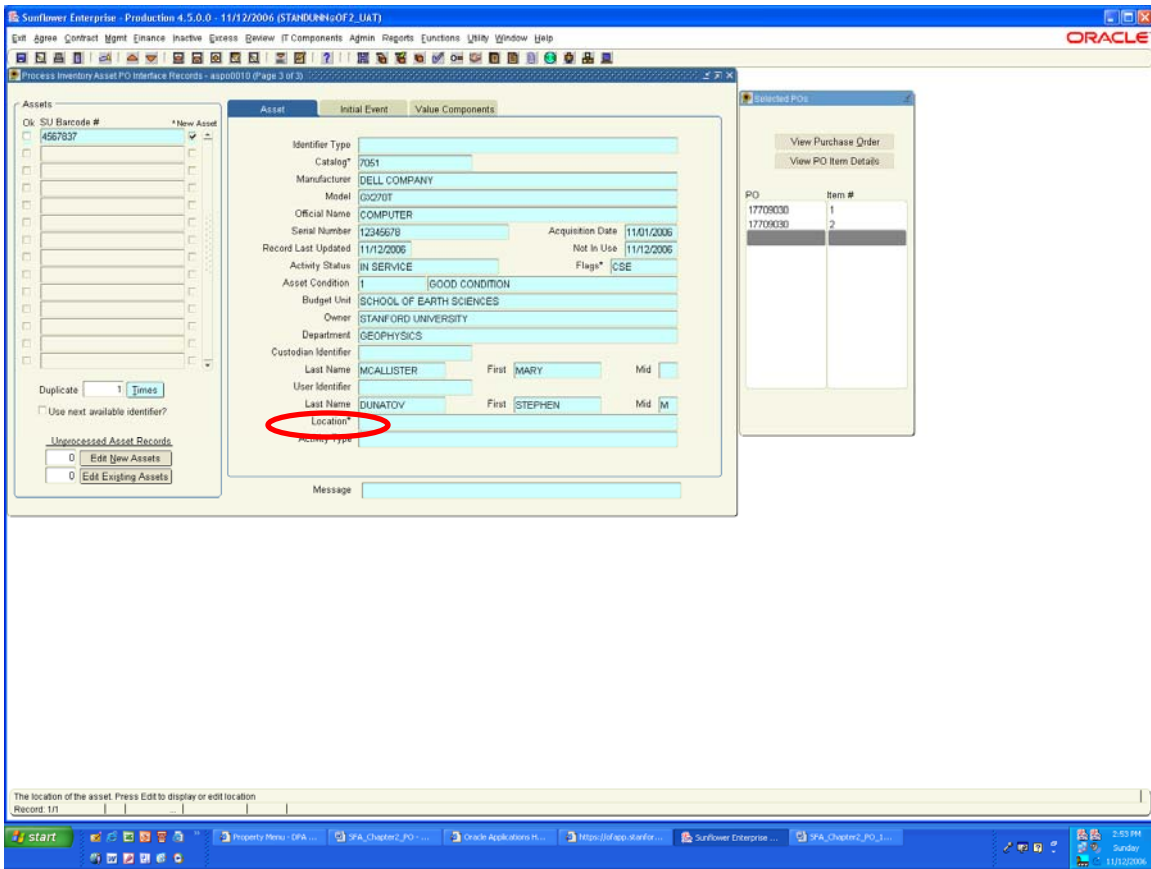 Sunflower Enterprise - Production 4.5.0.0 - 11/12/2006 (STANDUNN@OF2_UAT)
Exit Agree Contract Mgmt Finance Inactive Excess Review IT Components Admin Reports Functions Utility Window Help
ORACLE
Process Inventory Asset PO Interface Records - aspo0010 (Page 3 of 3)
Assets
Ok SU Barcode # *New Asset
4567837
Duplicate 1 Times
Use next available identifier?
Unprocessed Asset Records
0 Edit New Assets
0 Edit Existing Assets
Asset Initial Event Value Components
Identifier Type
Catalog* 7051
Manufacturer DELL COMPANY
Model GX270T
Official Name COMPUTER
Serial Number 12345678 Acquisition Date 11/01/2006
Record Last Updated 11/12/2006 Not In Use 11/12/2006
Activity Status IN SERVICE Flags* CSE
Asset Condition 1 GOOD CONDITION
Budget Unit SCHOOL OF EARTH SCIENCES
Owner STANFORD UNIVERSITY
Department GEOPHYSICS
Custodian Identifier
Last Name MCALLISTER First MARY Mid
User Identifier
Last Name DUNATOV First STEPHEN Mid M
Location*
Activity Type
Message
Selected POs
View Purchase Order
View PO Item Details
PO Item #
17709030 1
17709030 2
The location of the asset. Press Edit to display or edit location
Record: 1/1 ...
start Property Menu - DPA ... SFA_Chapter2_PO - ... Oracle Applications H... https://ofapp.stanfor... Sunflower Enterprise ... SFA_Chapter2_PO_1...
2:53 PM
Sunday
11/12/2006